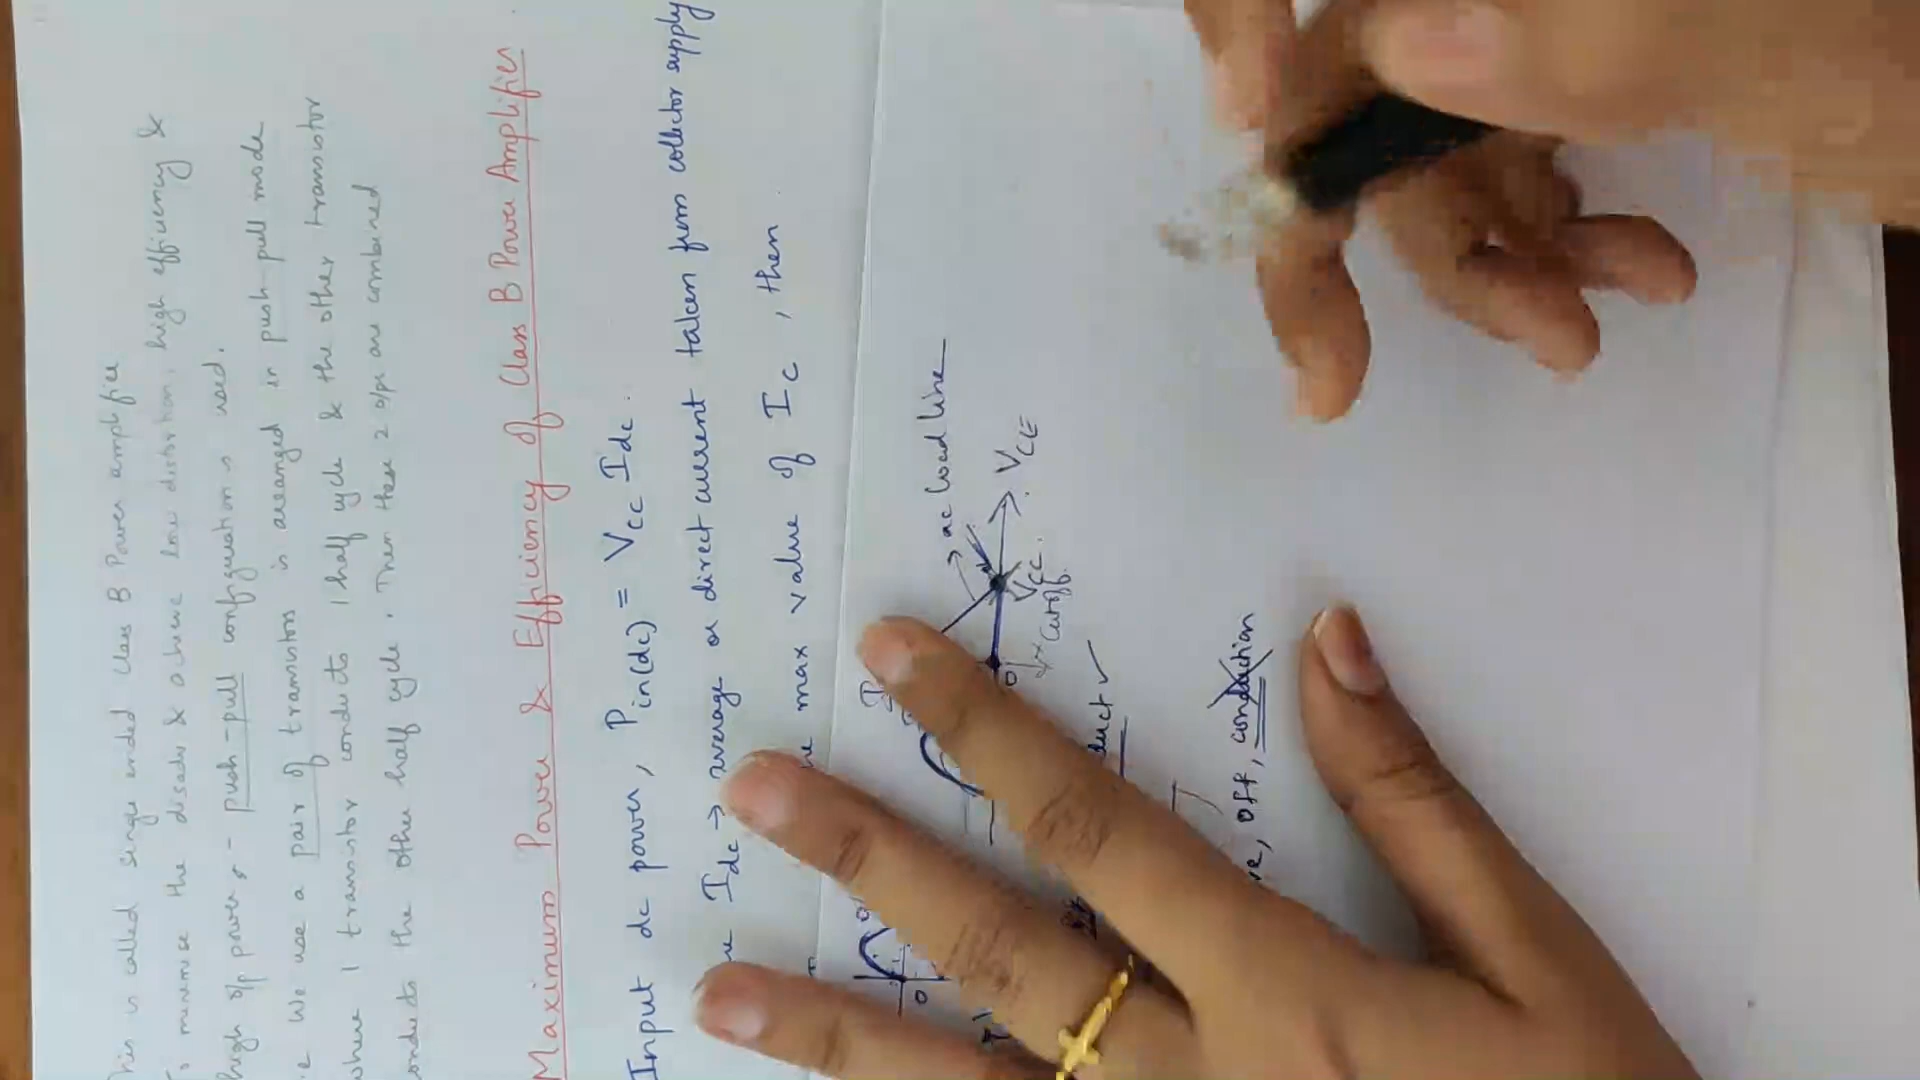 This is called single ended class B Power amplifier
minimise the disadv & achieve low distortion, high efficiency &
high o/p power, - push-pull configuration is used.
We use a pair of transistors is arranged in push-pull mode
where 1 transistor conducts 1 half cycle & the other transistor
conducts the other half cycle. Then these 2 o/ps are combined
Maximum Power & Efficiency of Class B Power Amplifier
Input dc power, Pin(dc) = VCC Idc.
Idc → average or direct current taken from collector supply
max value of IC, then
→ ac load line
VCE
VCC
0
cutoff.
0
✓
OFF, conduction